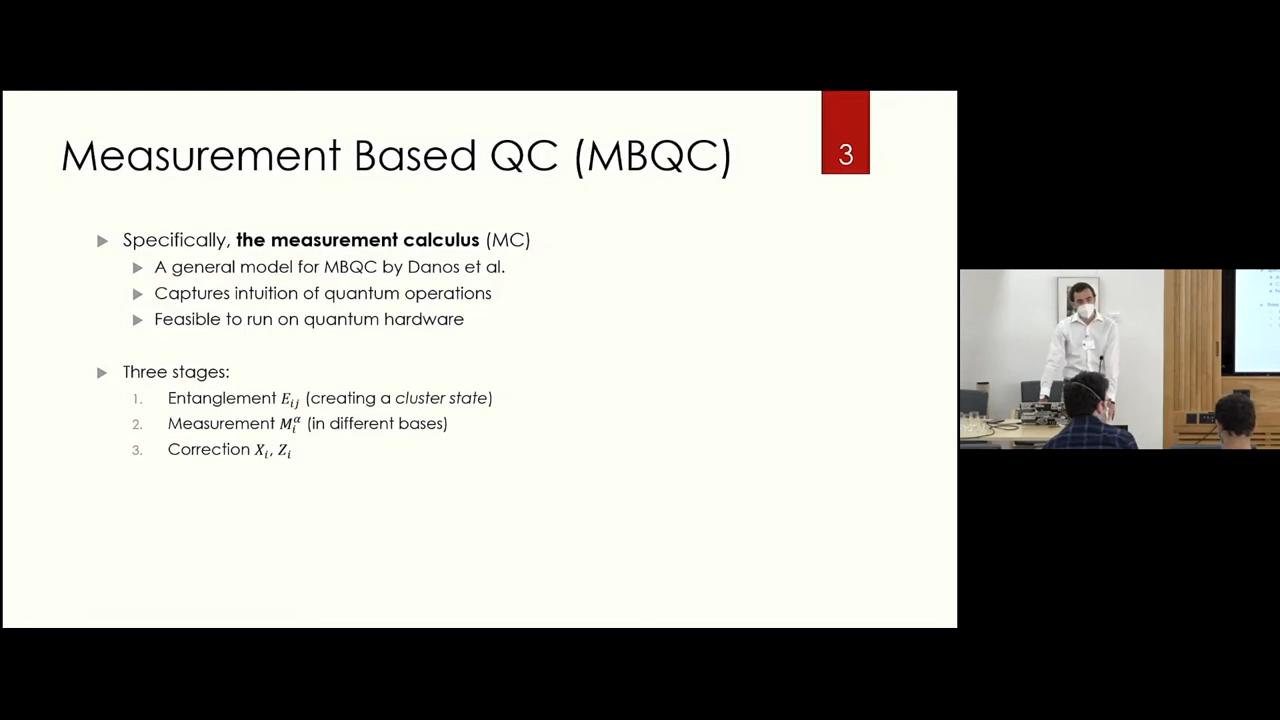 Measurement Based QC (MBQC)
3
Specifically, the measurement calculus (MC)
A general model for MBQC by Danos et al.
Captures intuition of quantum operations
Feasible to run on quantum hardware
Three stages:
1. Entanglement E_{ij} (creating a cluster state)
2. Measurement M_i^α (in different bases)
3. Correction X_i, Z_i